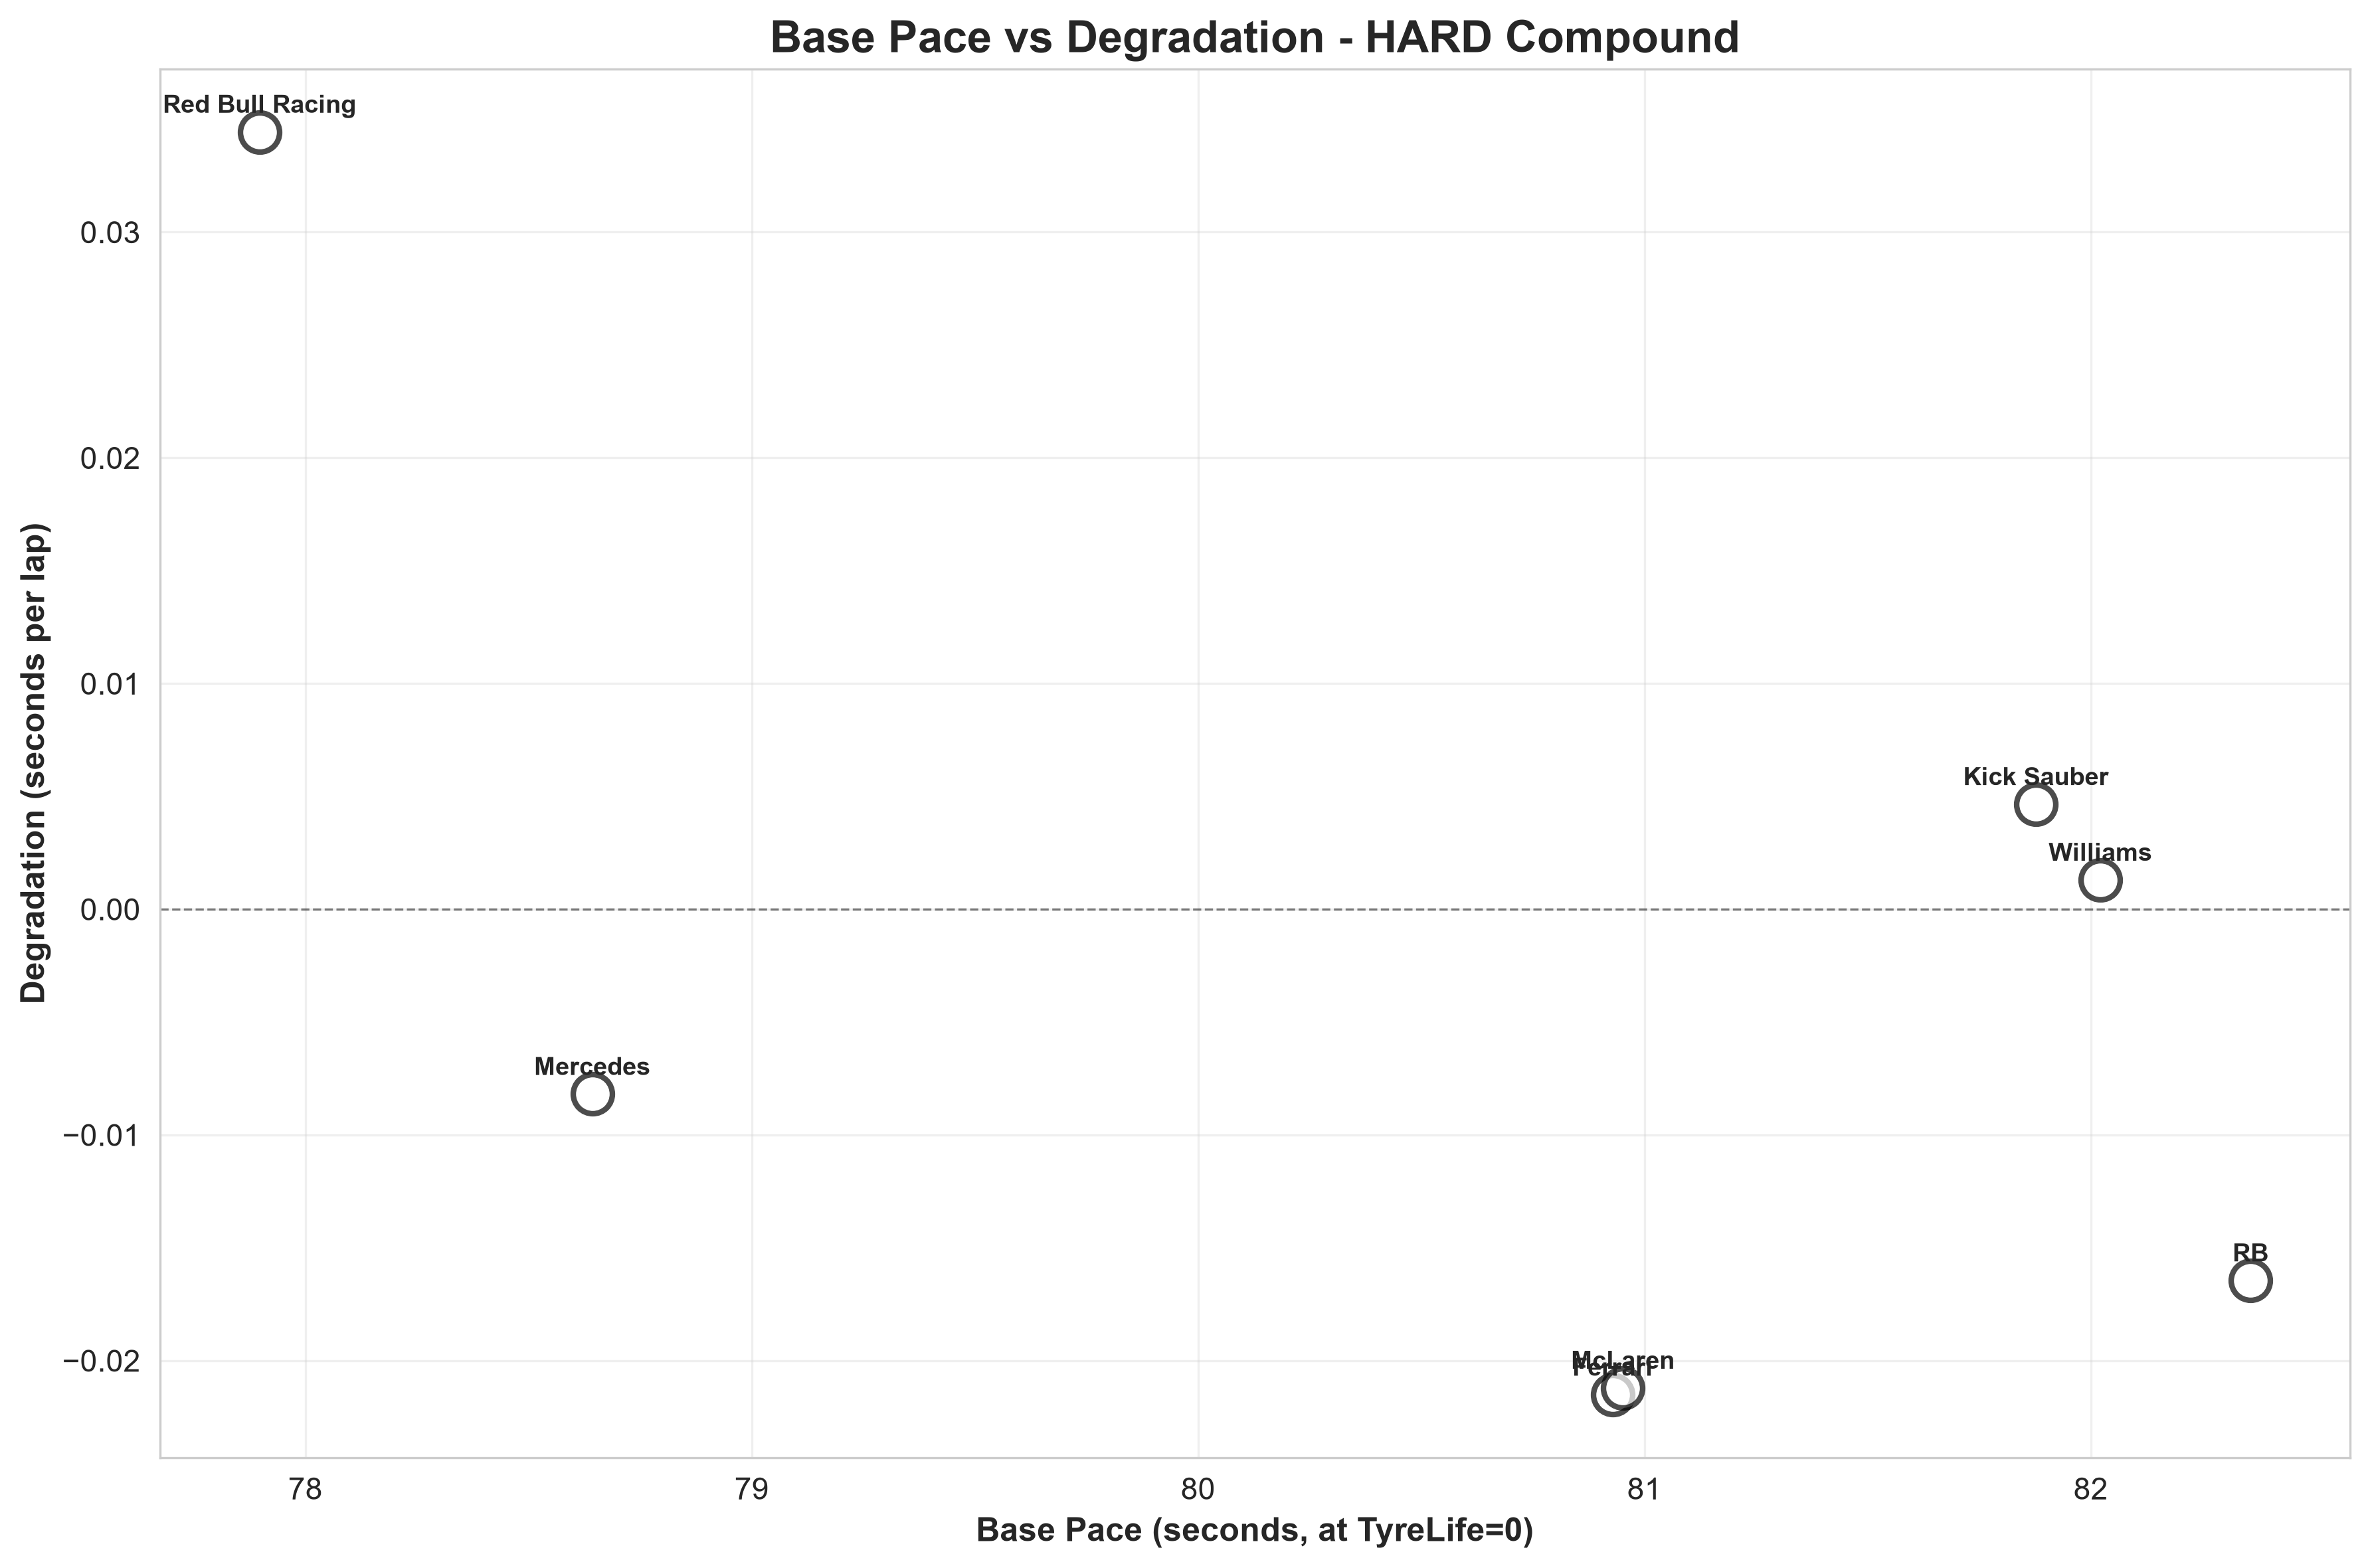 Base Pace vs Degradation - HARD Compound
Red Bull Racing
0.03
0.02
0.01
Kick Sauber
Williams
0.00
Mercedes
−0.01
RB
−0.02
McLaren
Ferrari
78
79
80
81
82
Base Pace (seconds, at TyreLife=0)
Degradation (seconds per lap)